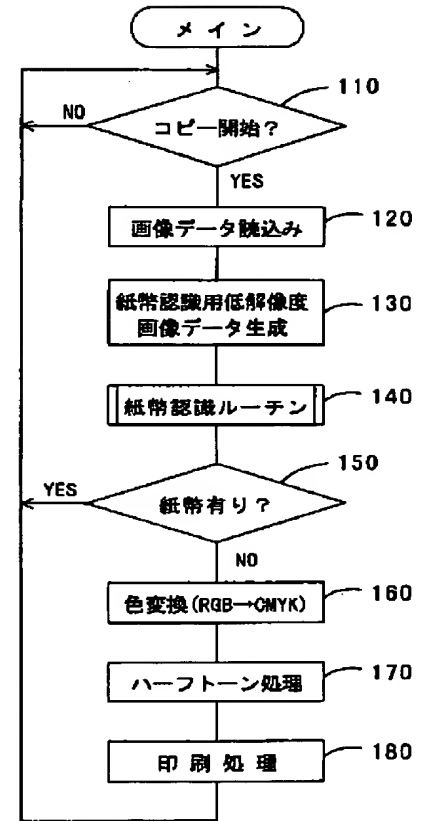 メイン
110
コピー開始?
NO
YES
画像データ読込み
120
紙幣認識用低解像度
画像データ生成
130
紙幣認識ルーチン
140
150
紙幣有り?
YES
NO
色変換(RGB→CMYK)
160
ハーフトーン処理
170
印刷処理
180